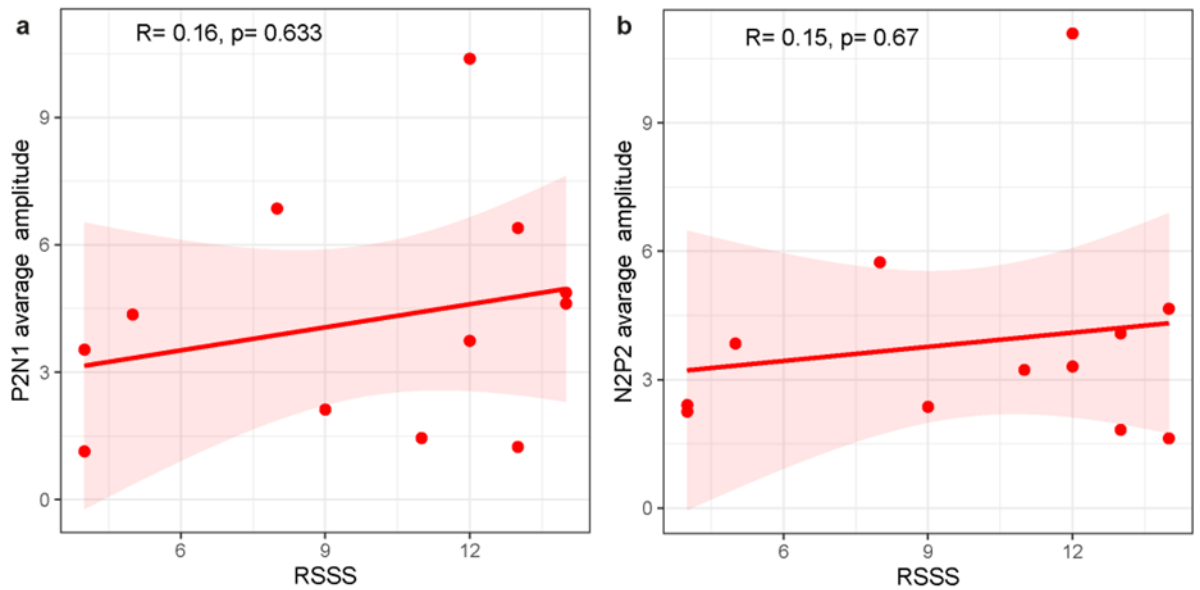 a
R= 0.16, p= 0.633
P2N1 avarage amplitude
9
6
3
0
6 9 12
RSSS
b
R= 0.15, p= 0.67
N2P2 avarage amplitude
9
6
3
0
6 9 12
RSSS